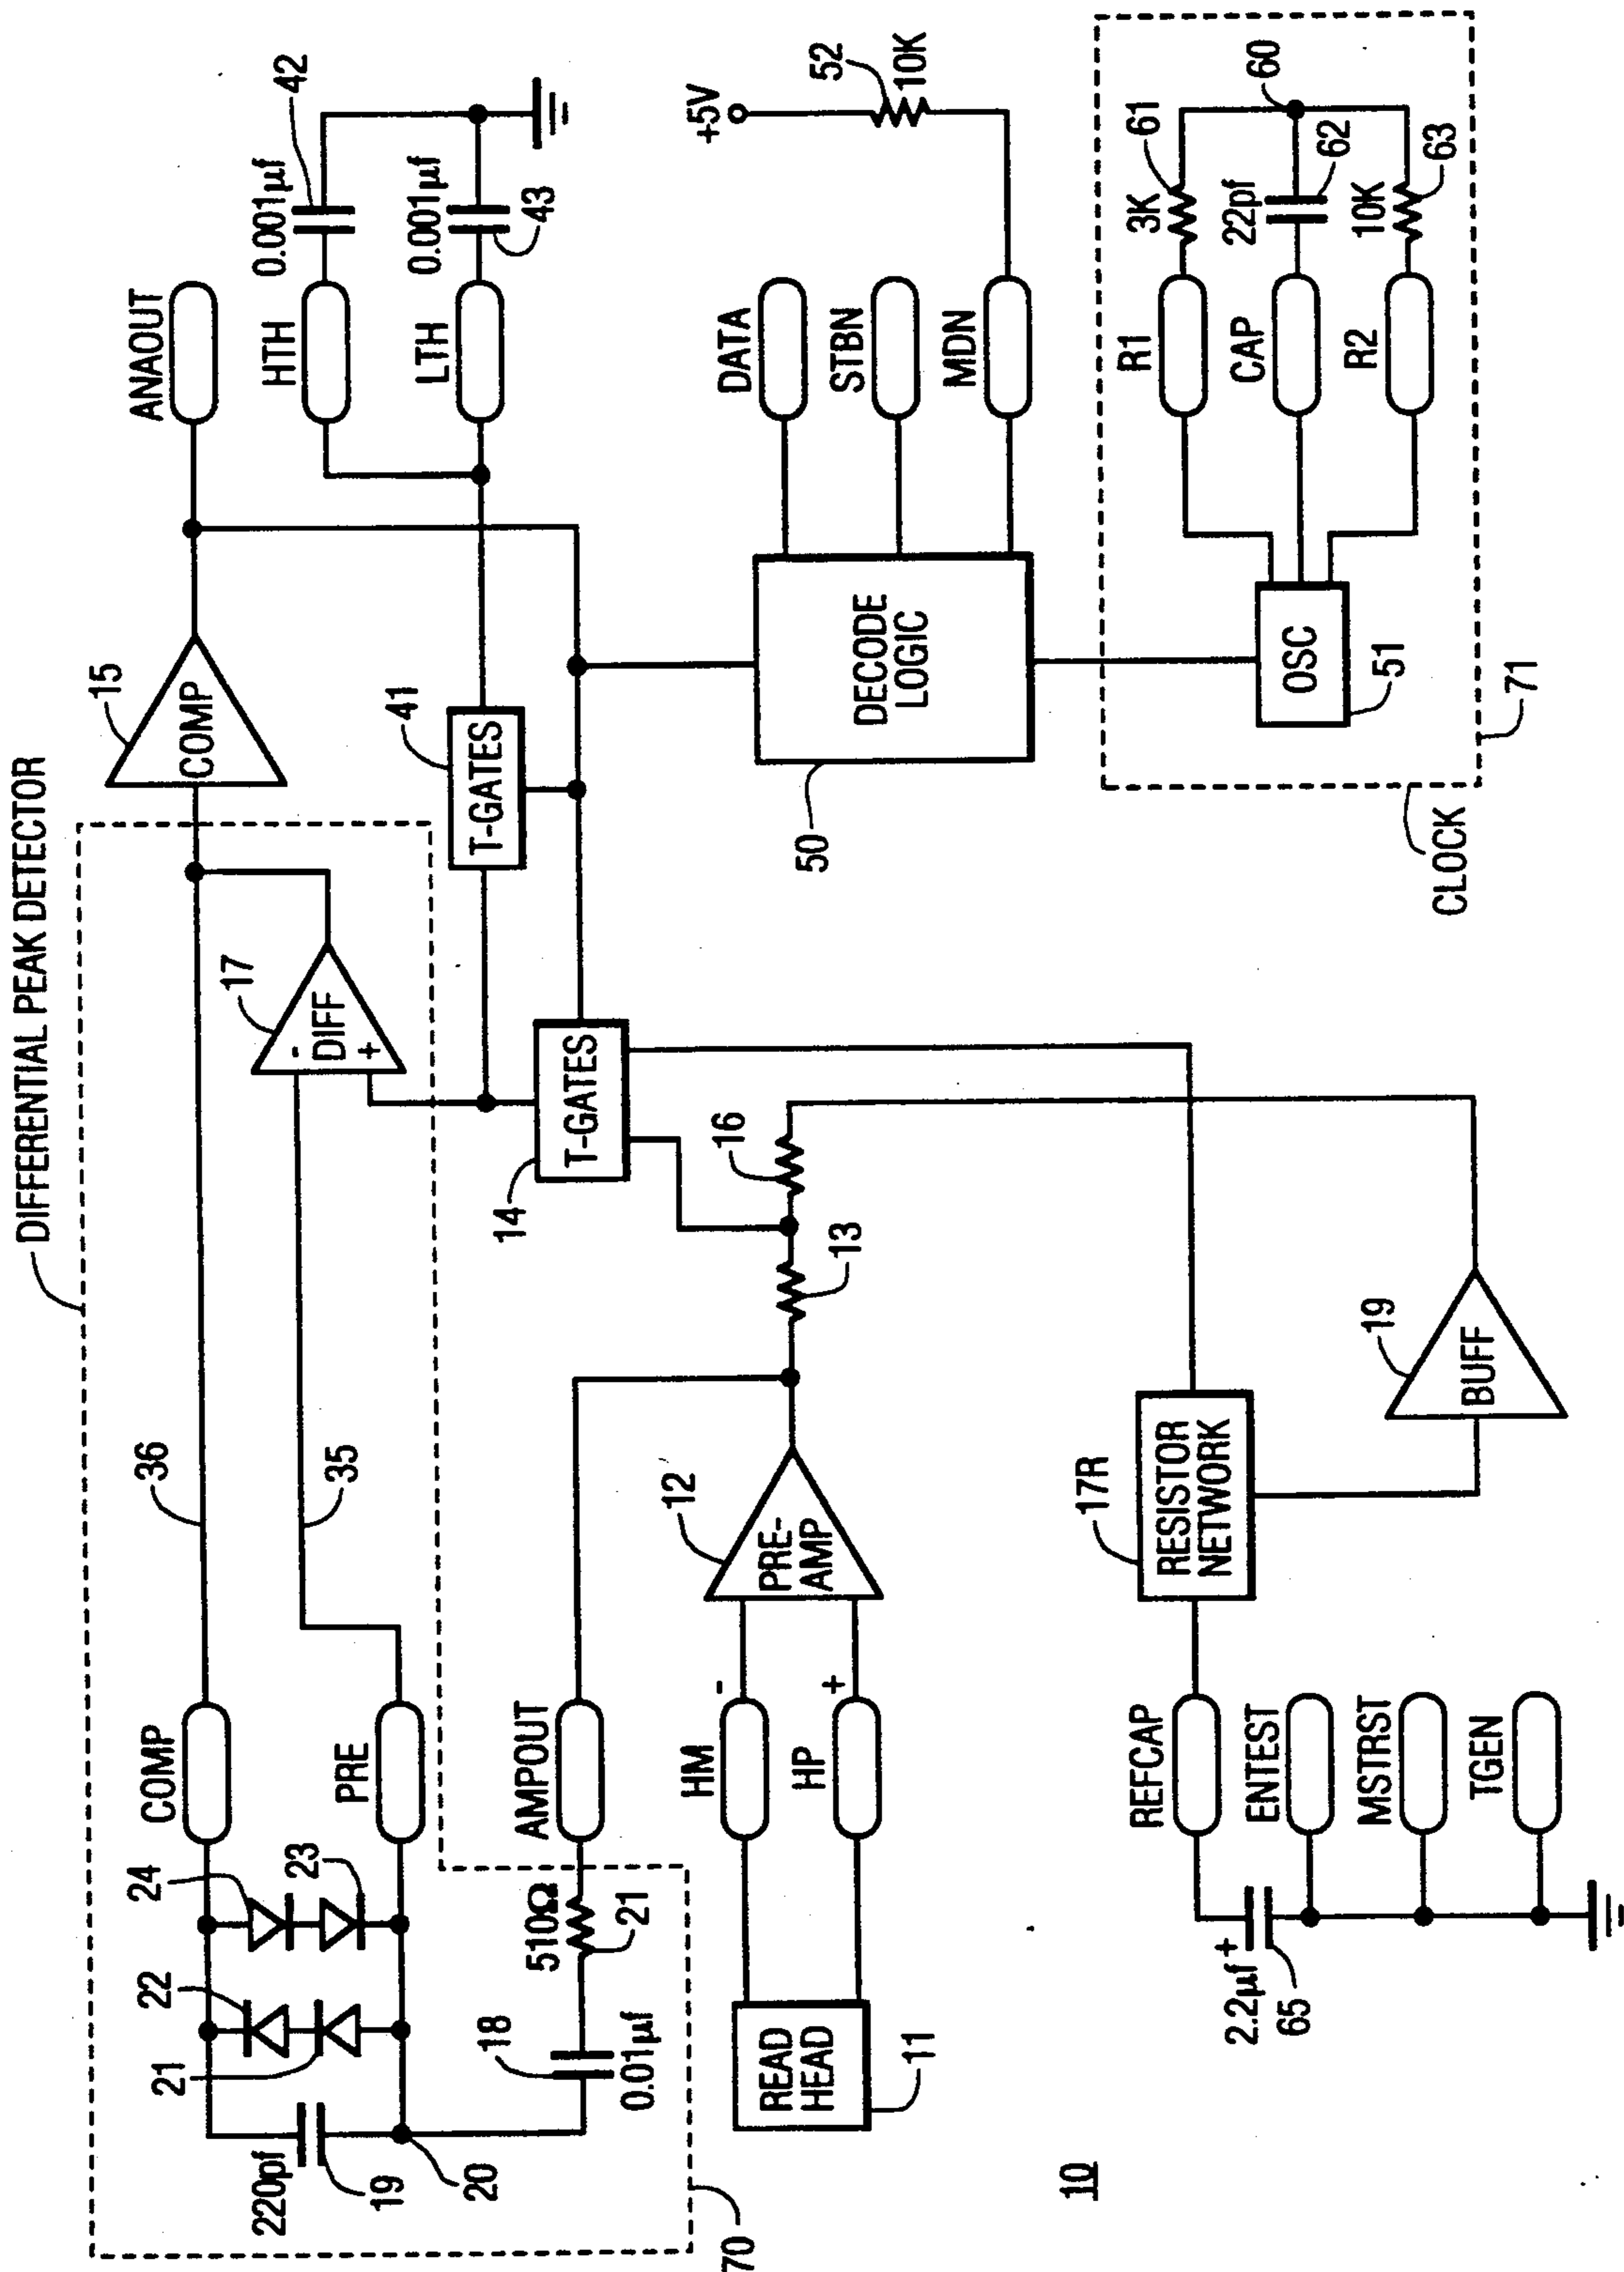 DIFFERENTIAL PEAK DETECTOR
36
35
17
-
DIFF
+
15
COMP
ANAOUT
HTH
0.001µf
42
LTH
0.001µf
43
41
T-GATES
COMP
24
23
22
21
PRE
220pf
19
20
18
0.01µf
510Ω
21
AMPOUT
70
14
T-GATES
16
13
12
PRE-
AMP
HM
-
HP
+
READ
HEAD
11
+5V
52
10K
DATA
STBN
MDN
DECODE
LOGIC
50
R1
3K
61
CAP
22pf
62
60
R2
10K
63
OSC
51
71
CLOCK
17R
RESISTOR
NETWORK
19
BUFF
REFCAP
ENTEST
MSTRST
TGEN
2.2µf
+
65
10